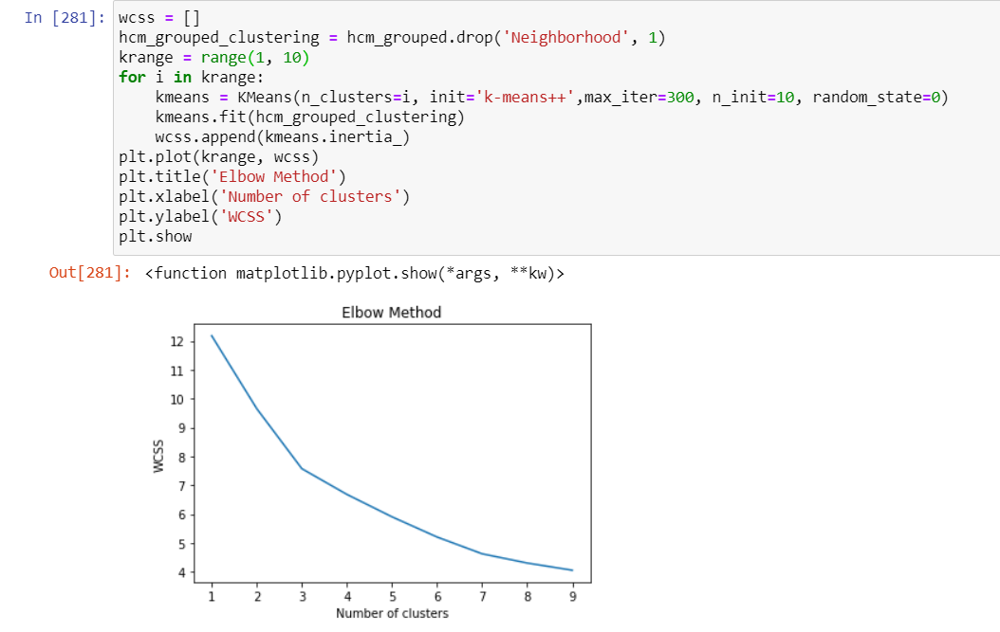 In [281]: wcss = []
hcm_grouped_clustering = hcm_grouped.drop('Neighborhood', 1)
krange = range(1, 10)
for i in krange:
    kmeans = KMeans(n_clusters=i, init='k-means++',max_iter=300, n_init=10, random_state=0)
    kmeans.fit(hcm_grouped_clustering)
    wcss.append(kmeans.inertia_)
plt.plot(krange, wcss)
plt.title('Elbow Method')
plt.xlabel('Number of clusters')
plt.ylabel('WCSS')
plt.show
Out[281]: <function matplotlib.pyplot.show(*args, **kw)>
Elbow Method
WCSS
12
11
10
9
8
7
6
5
4
1 2 3 4 5 6 7 8 9
Number of clusters